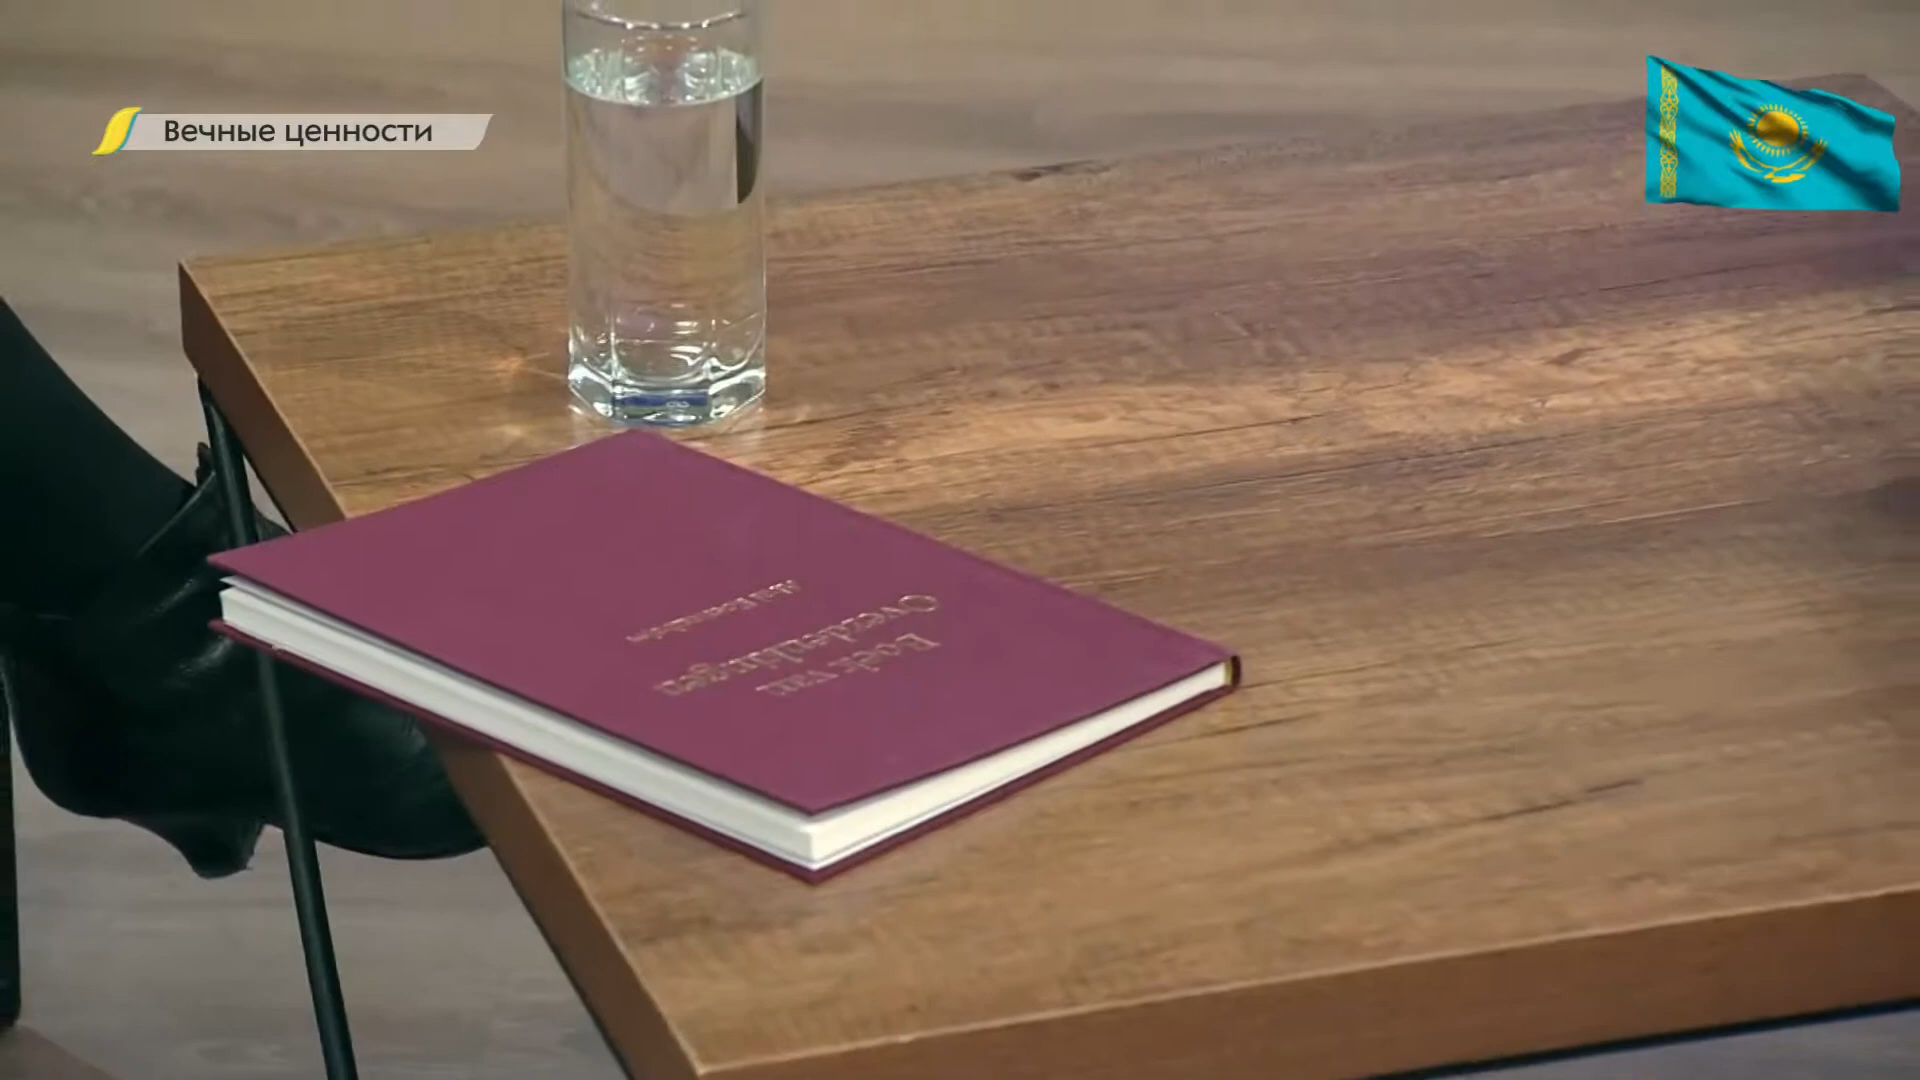 Вечные ценности
Boek van
Overdenkingen